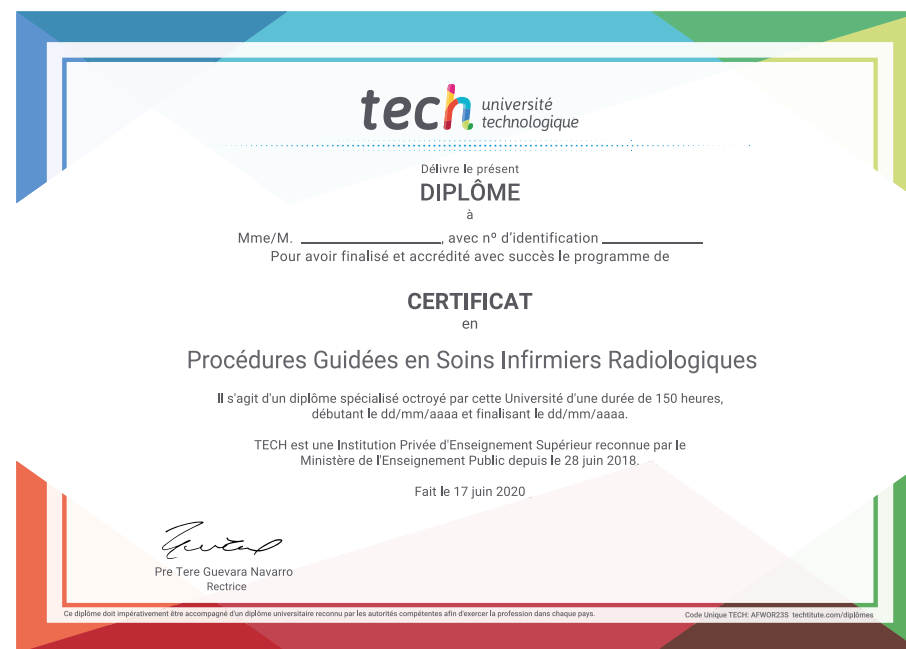 tech université
technologique
Délivre le présent
DIPLÔME
à
Mme/M. ____________________, avec nº d'identification ______________
Pour avoir finalisé et accrédité avec succès le programme de
CERTIFICAT
en
Procédures Guidées en Soins Infirmiers Radiologiques
Il s'agit d'un diplôme spécialisé octroyé par cette Université d'une durée de 150 heures,
débutant le dd/mm/aaaa et finalisant le dd/mm/aaaa.
TECH est une Institution Privée d'Enseignement Supérieur reconnue par le
Ministère de l'Enseignement Public depuis le 28 juin 2018.
Fait le 17 juin 2020
Pre Tere Guevara Navarro
Rectrice
Ce diplôme doit impérativement être accompagné d'un diplôme universitaire reconnu par les autorités compétentes afin d'exercer la profession dans chaque pays.
Code Unique TECH: AFWOR23S techtitute.com/diplômes